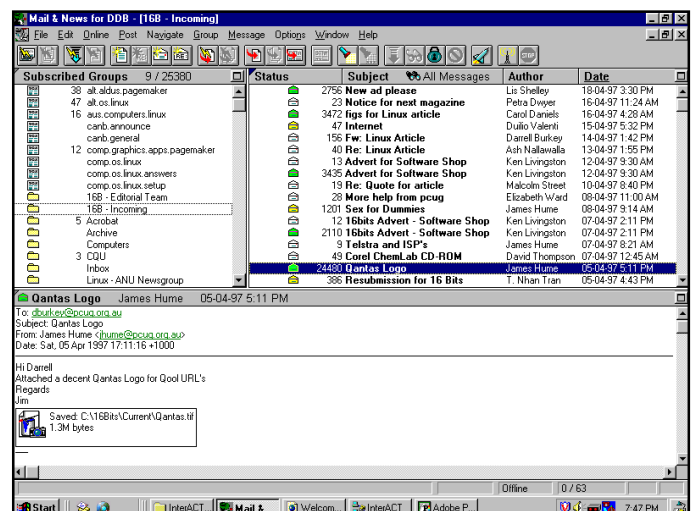 Mail & News for DDB - [16B - Incoming]
File Edit Online Post Navigate Group Message Options Window Help
Subscribed Groups 9 / 25380
38 alt.aldus.pagemaker
47 alt.os.linux
16 aus.computers.linux
canb.announce
canb.general
12 comp.graphics.apps.pagemaker
comp.os.linux
comp.os.linux.answers
comp.os.linux.setup
16B - Editorial Team
16B - Incoming
5 Acrobat
Archive
Computers
3 CQU
Inbox
Linux - ANU Newsgroup
Status Subject All Messages Author Date
2756 New ad please Lis Shelley 18-04-97 3:30 PM
23 Notice for next magazine Petra Dwyer 16-04-97 11:24 AM
3472 figs for Linux article Carol Daniels 16-04-97 4:28 AM
47 Internet Duilio Valenti 15-04-97 5:32 PM
156 Fw: Linux Article Darrell Burkey 14-04-97 1:42 PM
40 Re: Linux Article Ash Nallawalla 13-04-97 1:55 PM
13 Advert for Software Shop Ken Livingston 12-04-97 9:30 AM
3435 Advert for Software Shop Ken Livingston 12-04-97 9:30 AM
19 Re: Quote for article Malcolm Street 10-04-97 8:40 PM
28 More help from pcug Elizabeth Ward 08-04-97 11:00 AM
1201 Sex for Dummies James Hume 08-04-97 9:14 AM
12 16bits Advert - Software Shop Ken Livingston 07-04-97 9:30 AM
2110 16bits Advert - Software Shop Ken Livingston 07-04-97 9:30 AM
9 Telstra and ISP's James Hume 07-04-97 8:21 AM
49 Corel ChemLab CD-ROM David Thompson 07-04-97 12:45 AM
24480 Qantas Logo James Hume 05-04-97 5:11 PM
386 Resubmission for 16 Bits T. Nhan Tran 05-04-97 4:43 PM
Qantas Logo James Hume 05-04-97 5:11 PM
To: dburkey@pcug.org.au
Subject: Qantas Logo
From: James Hume <jhume@pcug.org.au>
Date: Sat, 05 Apr 1997 17:11:16 +1000
Hi Darrell
Attached a decent Qantas Logo for Qool URL's
Regards
Jim
Saved: C:\16Bits\Current\Qantas.tif
1.3M bytes
Offline 0 / 63
Start InterACT... Mail & Welcom... InterACT Adobe P... 7:47 PM